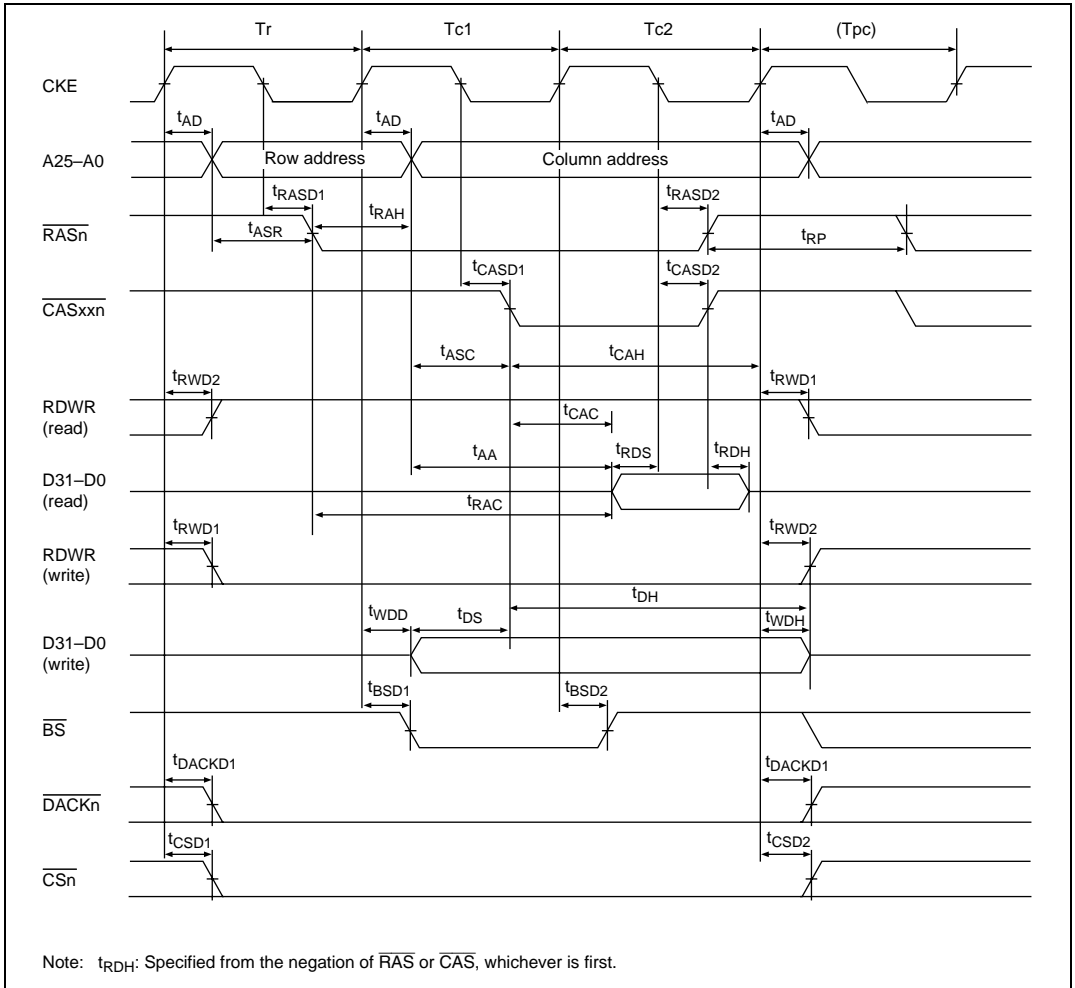 Tr Tc1 Tc2 (Tpc)
CKE
tAD tAD tAD
A25–A0 Row address Column address
tRASD1 tRASD2
tRAH
RASn tASR tRP
tCASD1 tCASD2
CASxxn
tASC tCAH
tRWD2 tRWD1
RDWR
(read)
tCAC
tAA tRDS tRDH
D31–D0
(read)
tRAC
tRWD1 tRWD2
RDWR
(write)
tDH
tWDD tDS tWDH
D31–D0
(write)
tBSD1 tBSD2
BS
tDACKD1 tDACKD1
DACKn
tCSD1 tCSD2
CSn
Note: tRDH: Specified from the negation of RAS or CAS, whichever is first.